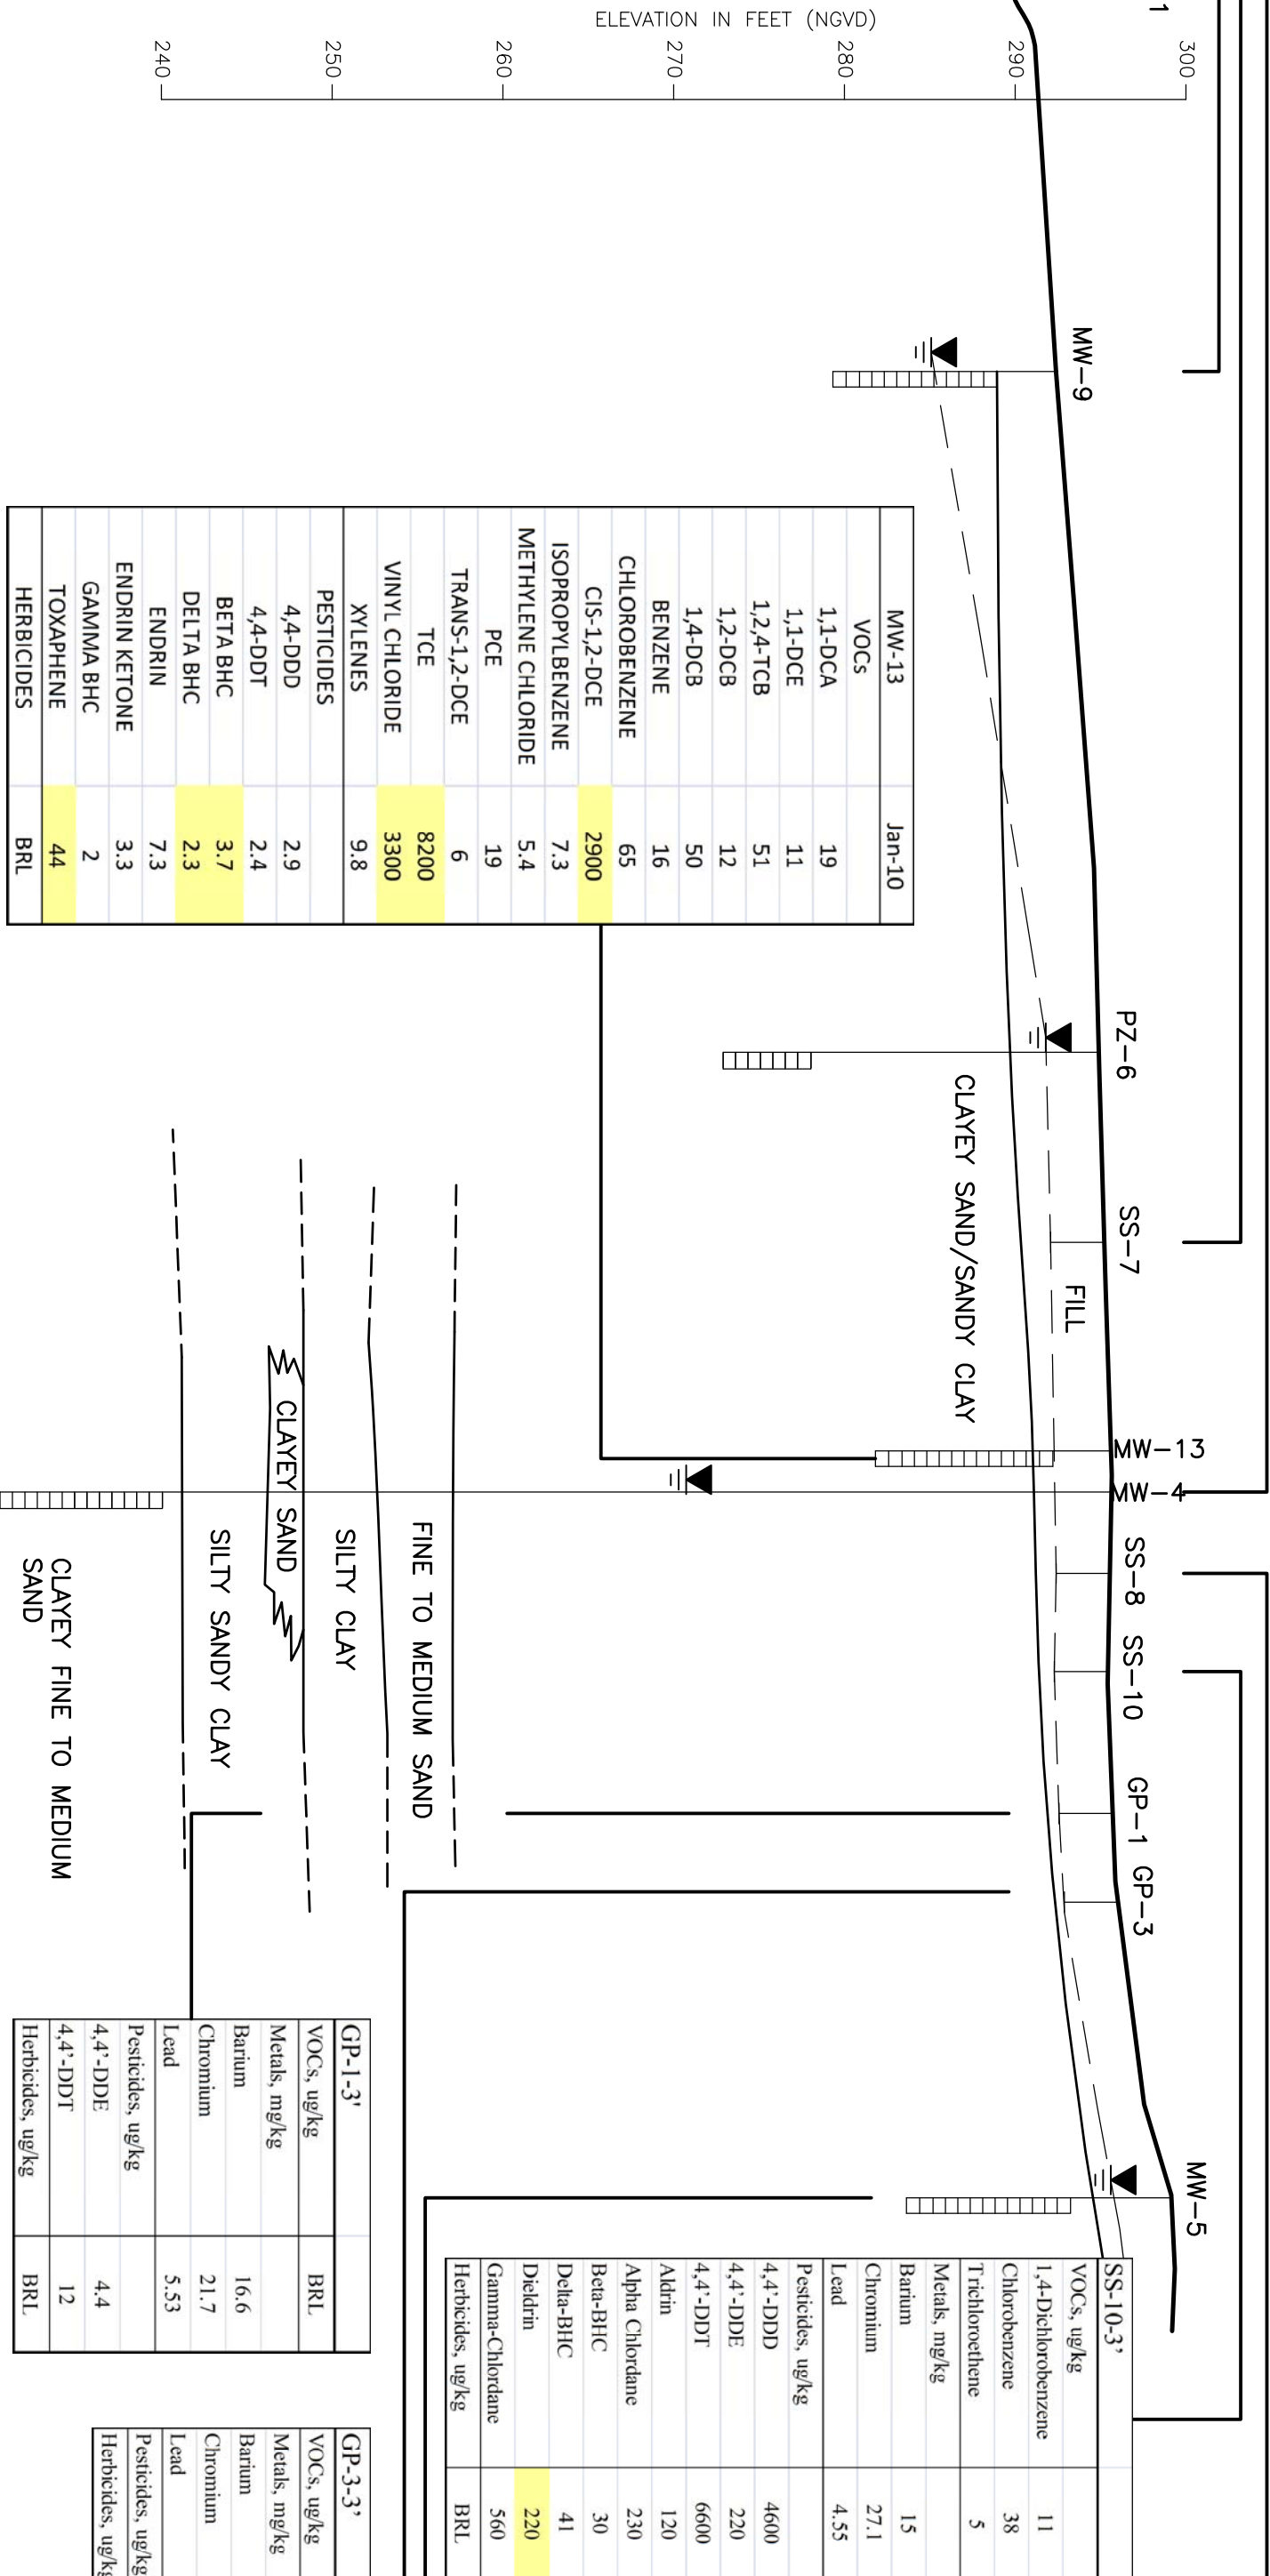 1
ELEVATION IN FEET (NGVD)
300
290
280
270
260
250
240
MW-9
PZ-6
SS-7
MW-13
MW-4
SS-8
SS-10
GP-1
GP-3
MW-5
FILL
CLAYEY SAND/SANDY CLAY
FINE TO MEDIUM SAND
SILTY CLAY
CLAYEY SAND
SILTY SANDY CLAY
CLAYEY FINE TO MEDIUM
SAND
MW-13 Jan-10
VOCs
1,1-DCA 19
1,1-DCE 11
1,2,4-TCB 51
1,2-DCB 12
1,4-DCB 50
BENZENE 16
CHLOROBENZENE 65
CIS-1,2-DCE 2900
ISOPROPYLBENZENE 7.3
METHYLENE CHLORIDE 5.4
PCE 19
TRANS-1,2-DCE 6
TCE 8200
VINYL CHLORIDE 3300
XYLENES 9.8
PESTICIDES
4,4-DDD 2.9
4,4-DDT 2.4
BETA BHC 3.7
DELTA BHC 2.3
ENDRIN 7.3
ENDRIN KETONE 3.3
GAMMA BHC 2
TOXAPHENE 44
HERBICIDES BRL
GP-1-3'
VOCs, ug/kg BRL
Metals, mg/kg
Barium 16.6
Chromium 21.7
Lead 5.53
Pesticides, ug/kg
4,4'-DDE 4.4
4,4'-DDT 12
Herbicides, ug/kg BRL
SS-10-3'
VOCs, ug/kg
1,4-Dichlorobenzene 11
Chlorobenzene 38
Trichloroethene 5
Metals, mg/kg
Barium 15
Chromium 27.1
Lead 4.55
Pesticides, ug/kg
4,4'-DDD 4600
4,4'-DDE 220
4,4'-DDT 6600
Aldrin 120
Alpha Chlordane 230
Beta-BHC 30
Delta-BHC 41
Dieldrin 220
Gamma-Chlordane 560
Herbicides, ug/kg BRL
GP-3-3'
VOCs, ug/kg
Metals, mg/kg
Barium
Chromium
Lead
Pesticides, ug/kg
Herbicides, ug/kg